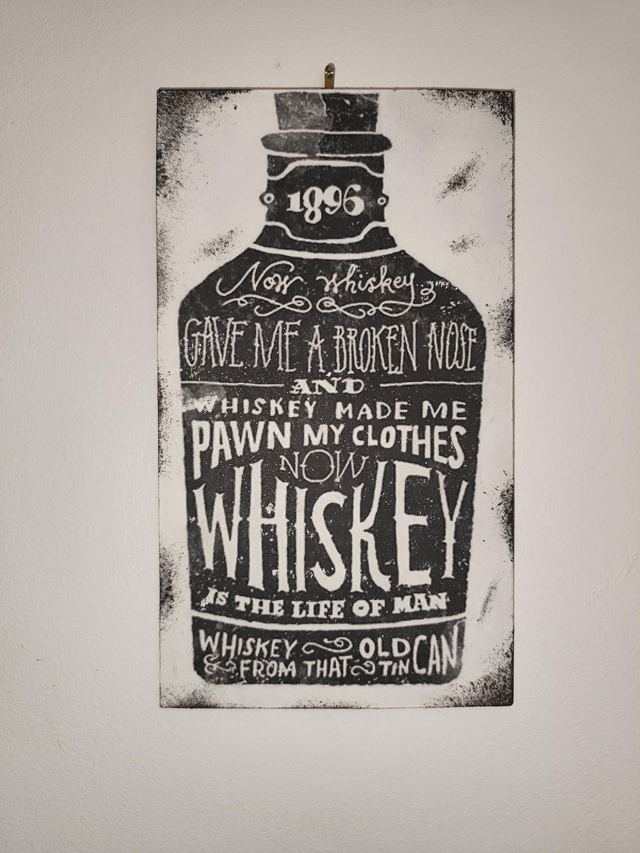 1896
Now whiskey
GAVE ME A BROKEN NOSE
AND
WHISKEY MADE ME
PAWN MY CLOTHES
NOW
WHISKEY
IS THE LIFE OF MAN
WHISKEY OLD CAN
FROM THAT TIN